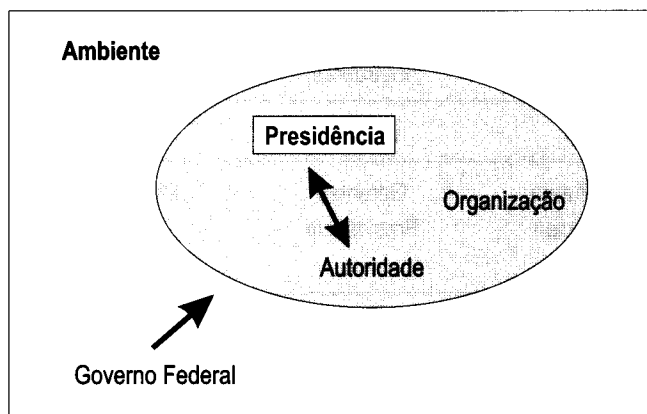 Ambiente
Presidência
Organização
Autoridade
Governo Federal